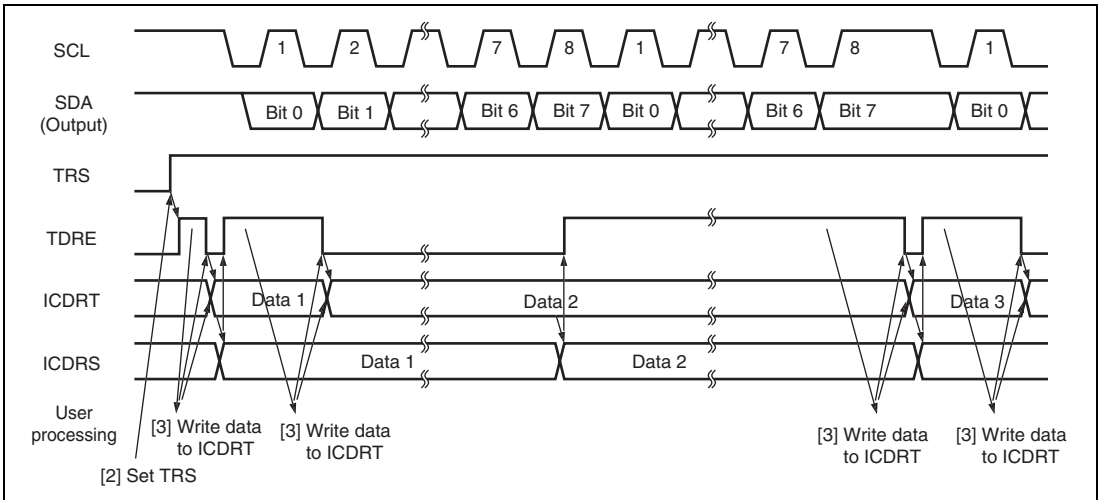 SCL 1 2 7 8 1 7 8 1
SDA
(Output)
Bit 0 Bit 1 Bit 6 Bit 7 Bit 0 Bit 6 Bit 7 Bit 0
TRS
TDRE
ICDRT Data 1 Data 2 Data 3
ICDRS Data 1 Data 2
User
processing
[3] Write data
to ICDRT
[3] Write data
to ICDRT
[3] Write data
to ICDRT
[3] Write data
to ICDRT
[2] Set TRS